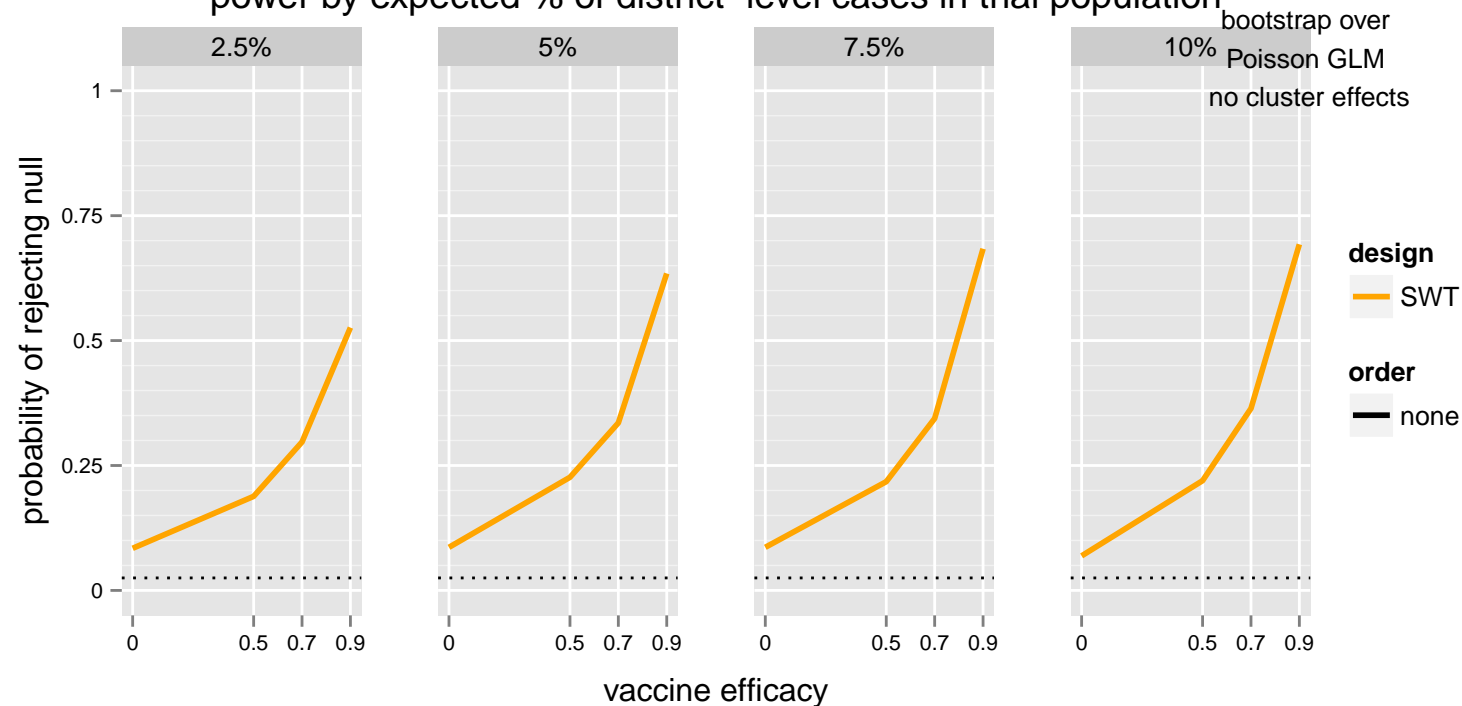 power by expected % of district-level cases in trial population
bootstrap over
Poisson GLM
no cluster effects
2.5%
5%
7.5%
10%
probability of rejecting null
1
0.75
0.5
0.25
0
0 0.5 0.7 0.9
0 0.5 0.7 0.9
0 0.5 0.7 0.9
0 0.5 0.7 0.9
vaccine efficacy
design
SWT
order
none